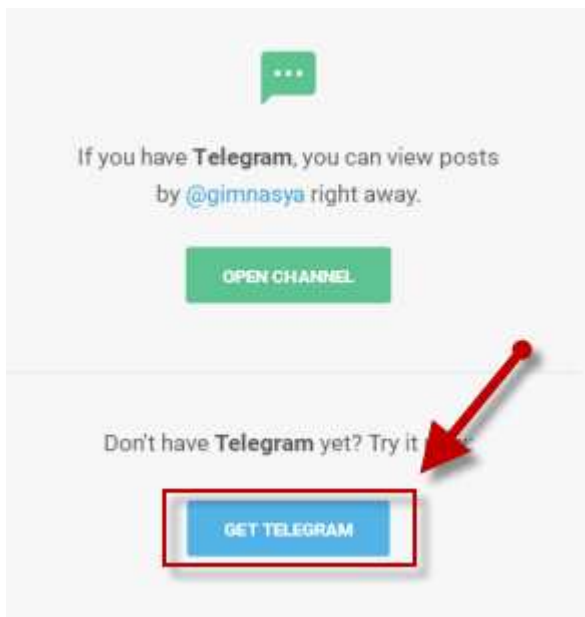 If you have Telegram, you can view posts
by @gimnasya right away.
OPEN CHANNEL
Don't have Telegram yet? Try it
GET TELEGRAM